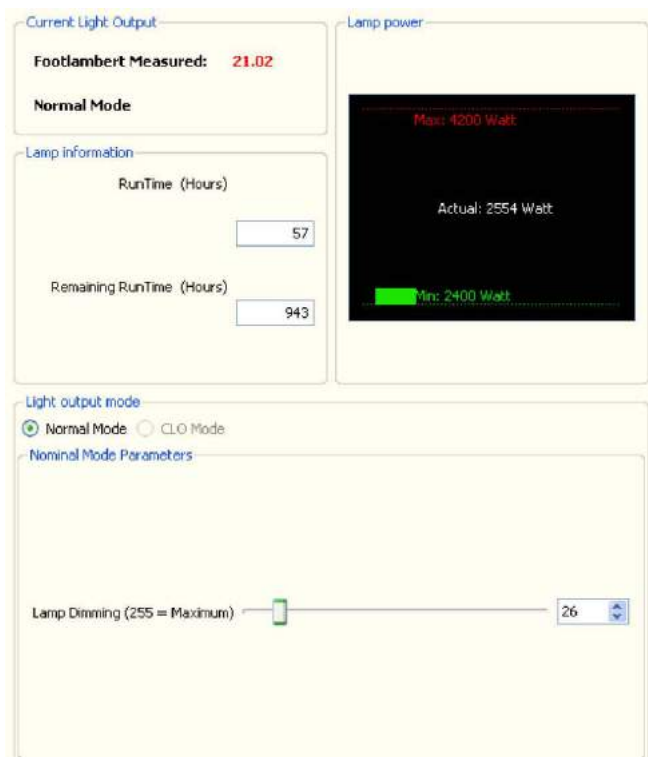 Current Light Output
Footlambert Measured: 21.02
Normal Mode
Lamp information
RunTime (Hours)
57
Remaining RunTime (Hours)
943
Lamp power
Max: 4200 Watt
Actual: 2554 Watt
Min: 2400 Watt
Light output mode
Normal Mode CLO Mode
Nominal Mode Parameters
Lamp Dimming (255 = Maximum) 26